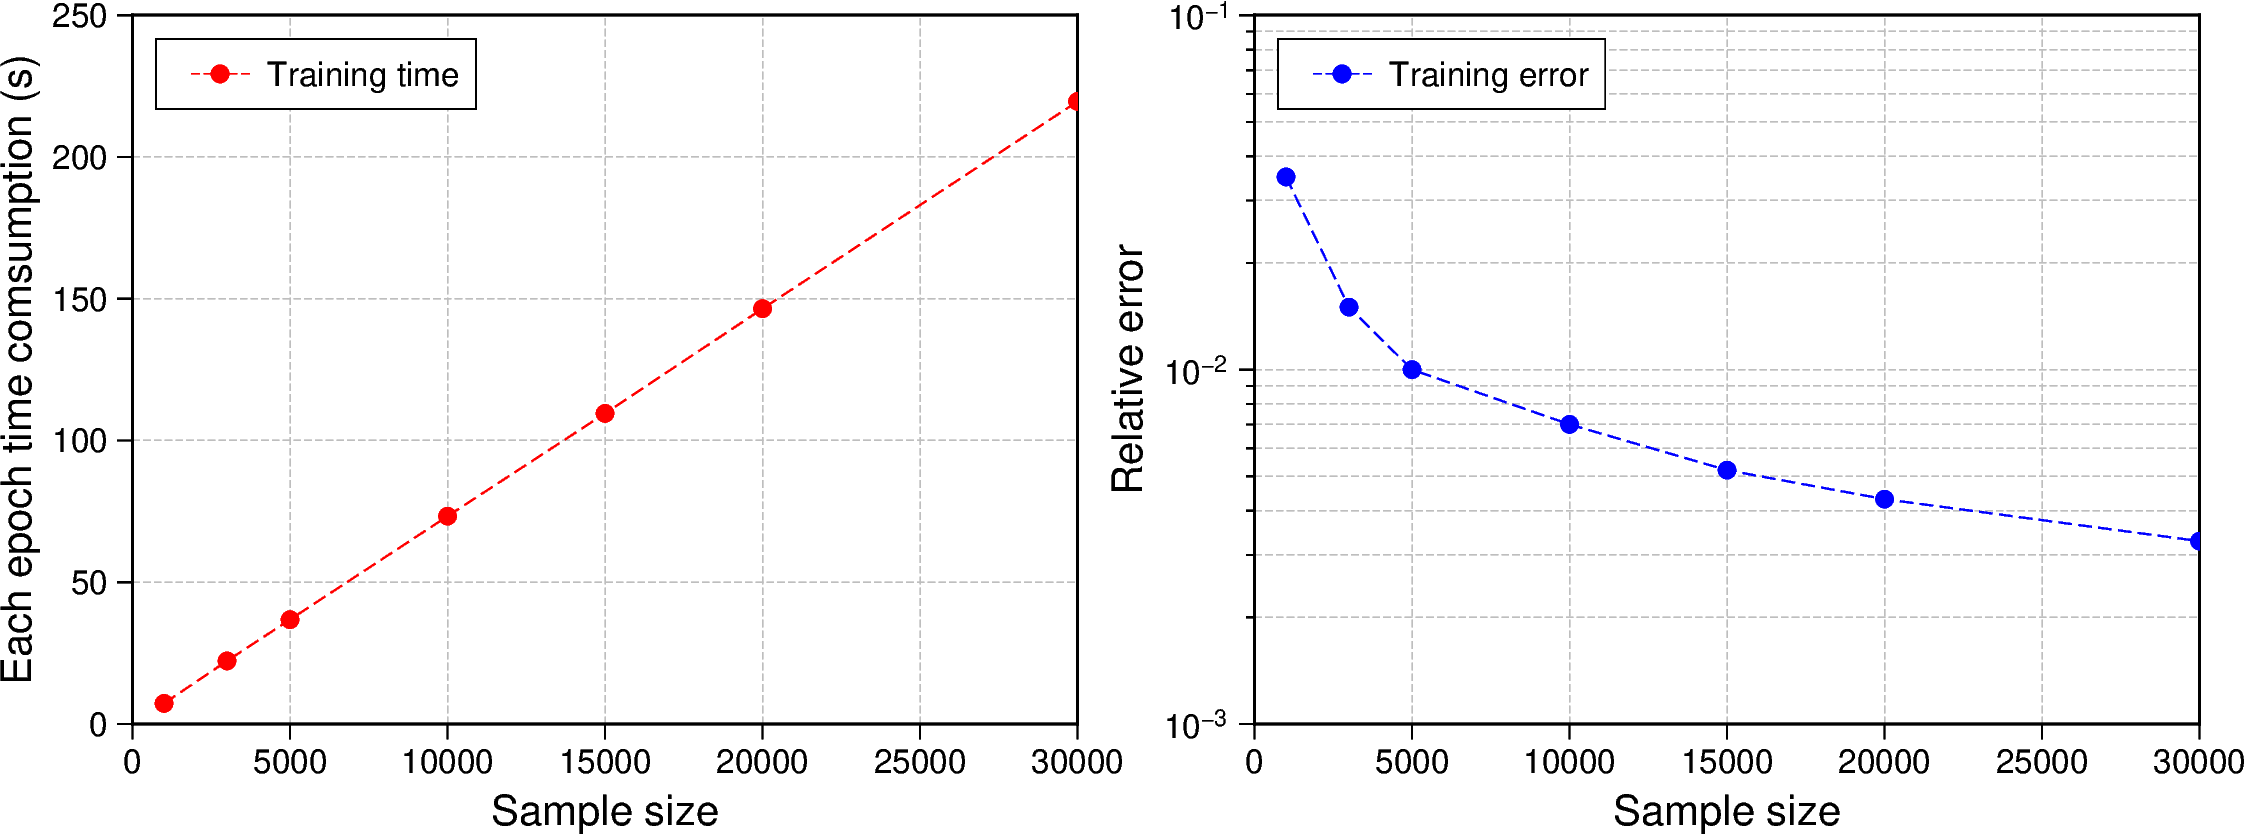 Each epoch time comsumption (s)
250
200
150
100
50
0
Training time
0 5000 10000 15000 20000 25000 30000
Sample size
Relative error
10⁻¹
10⁻²
10⁻³
Training error
0 5000 10000 15000 20000 25000 30000
Sample size